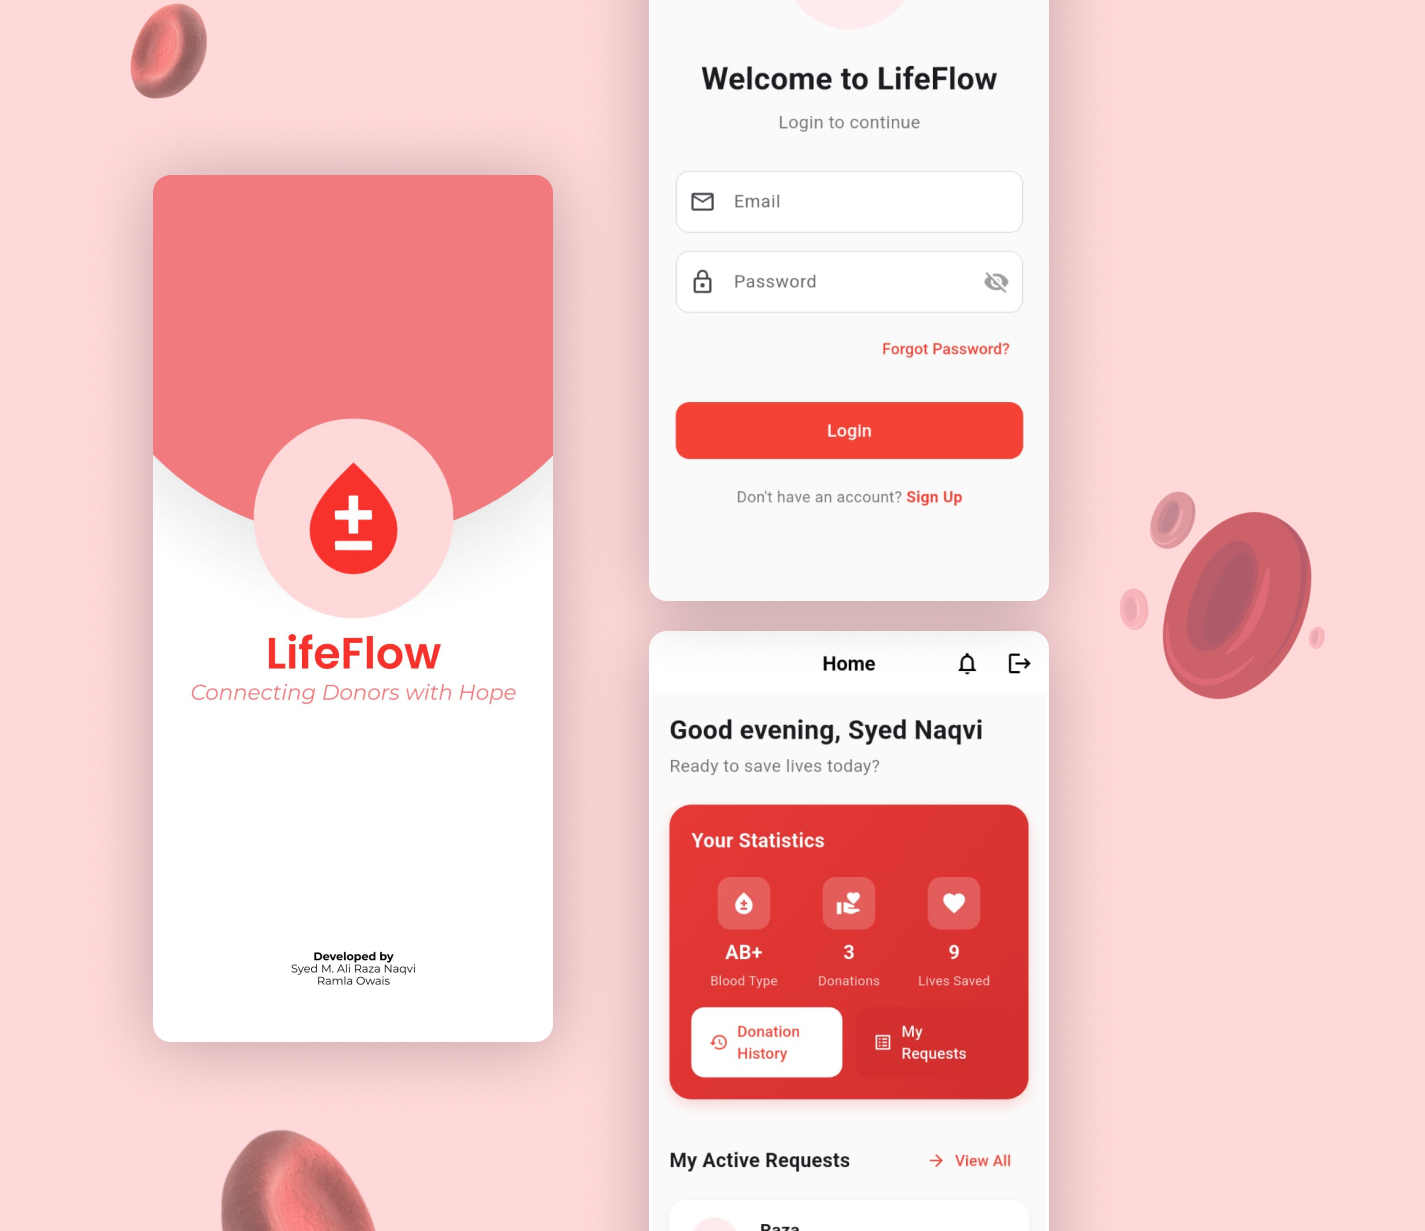 LifeFlow
Connecting Donors with Hope
Developed by
Syed M. Ali Raza Naqvi
Ramla Owais
Welcome to LifeFlow
Login to continue
Email
Password
Forgot Password?
Login
Don't have an account? Sign Up
Home
Good evening, Syed Naqvi
Ready to save lives today?
Your Statistics
AB+ 3 9
Blood Type Donations Lives Saved
Donation
History
My
Requests
My Active Requests View All
Raza